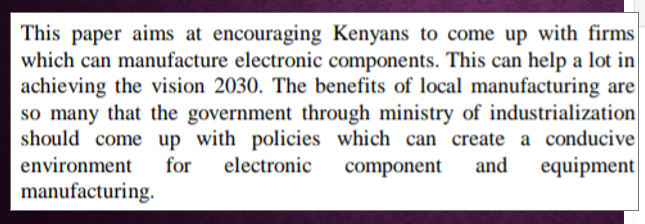 This paper aims at encouraging Kenyans to come up with firms
which can manufacture electronic components. This can help a lot in
achieving the vision 2030. The benefits of local manufacturing are
so many that the government through ministry of industrialization
should come up with policies which can create a conducive
environment for electronic component and equipment
manufacturing.